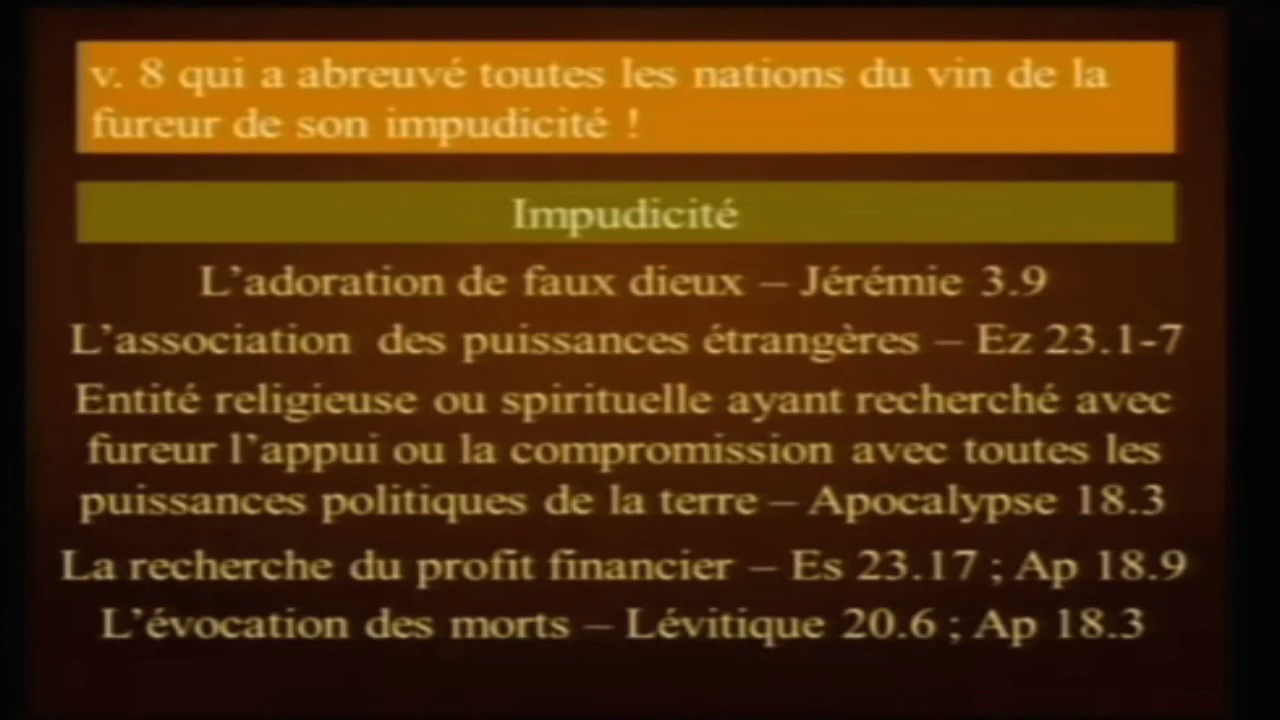 v. 8 qui a abreuvé toutes les nations du vin de la
fureur de son impudicité !
Impudicité
L’adoration de faux dieux – Jérémie 3.9
L’association des puissances étrangères – Ez 23.1-7
Entité religieuse ou spirituelle ayant recherché avec
fureur l’appui ou la compromission avec toutes les
puissances politiques de la terre – Apocalypse 18.3
La recherche du profit financier – Es 23.17 ; Ap 18.9
L’évocation des morts – Lévitique 20.6 ; Ap 18.3